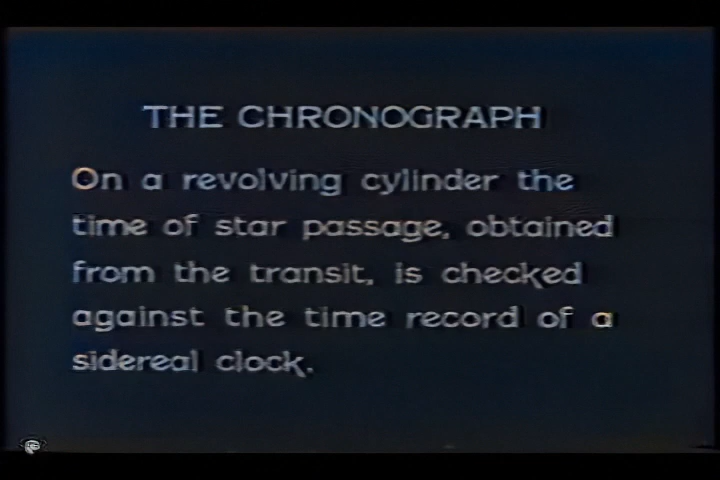 THE CHRONOGRAPH
On a revolving cylinder the
time of star passage, obtained
from the transit, is checked
against the time record of a
sidereal clock.